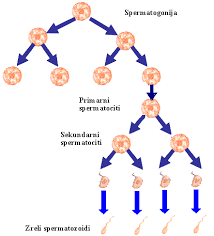 Spermatogonija
Primarni
spermatociti
Sekundarni
spermatociti
Zreli spermatozoidi